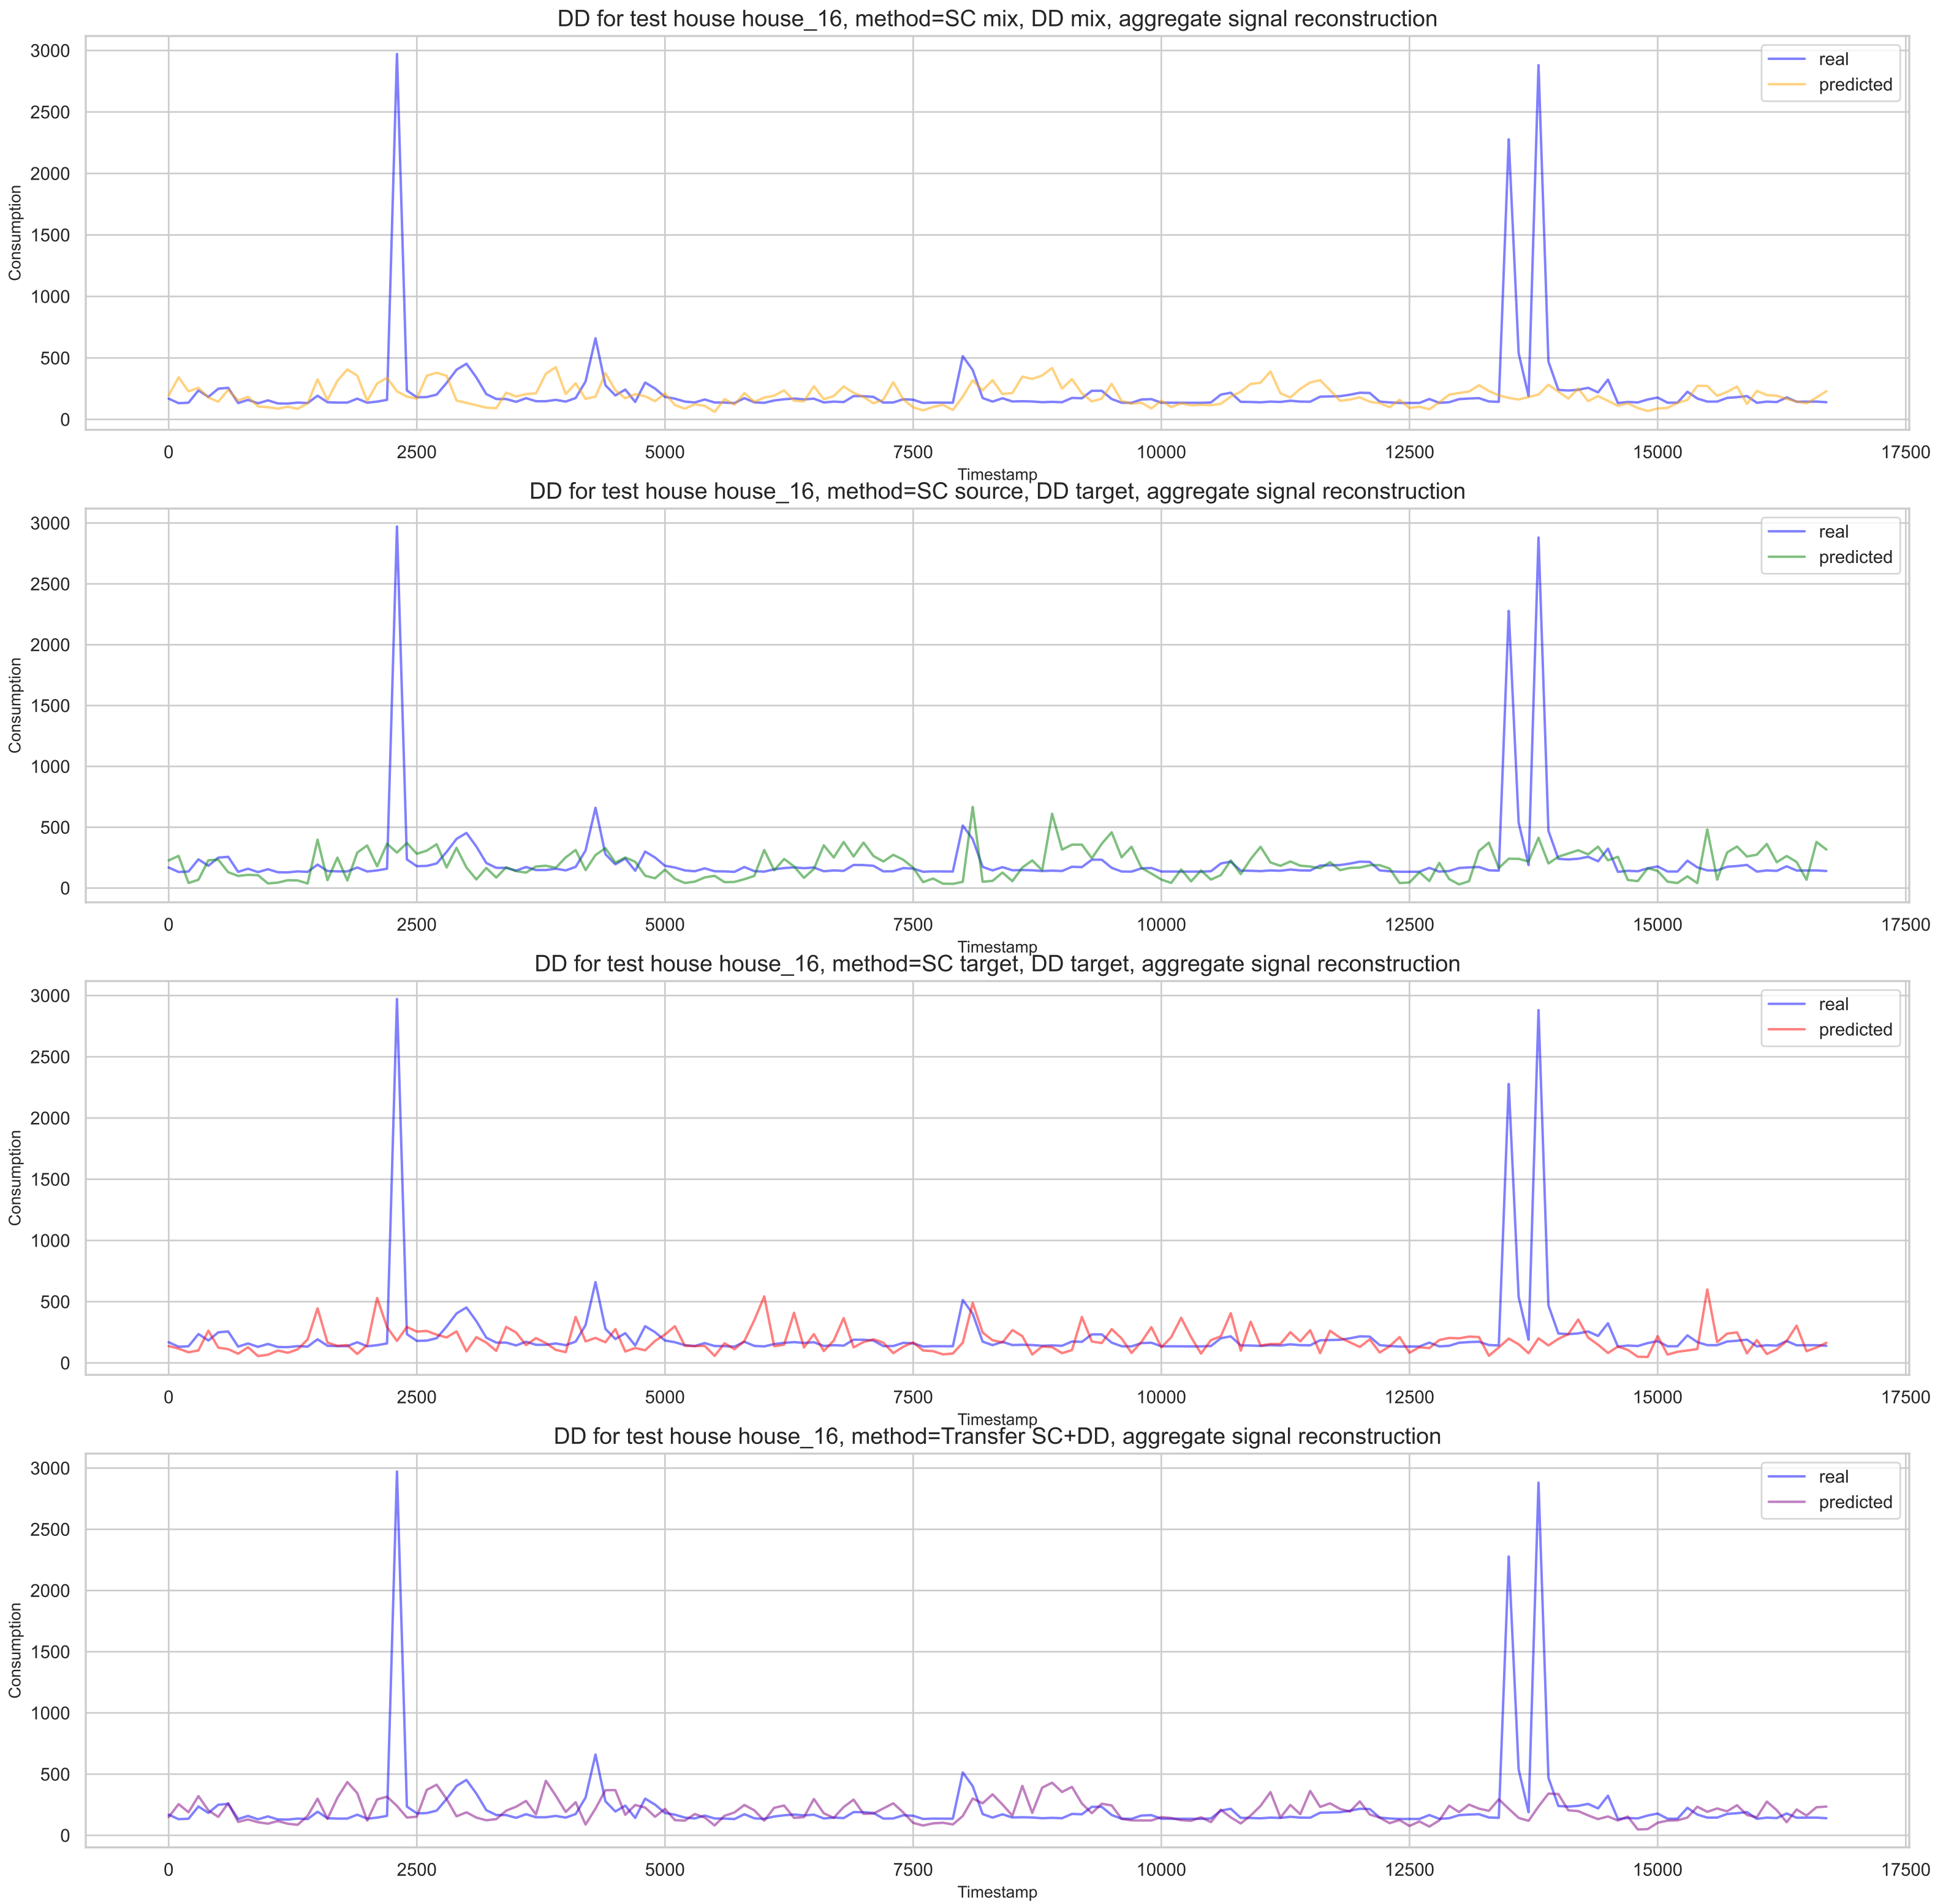 DD for test house house_16, method=SC mix, DD mix, aggregate signal reconstruction
3000
2500
2000
1500
1000
500
0
Consumption
real
predicted
0 2500 5000 7500 10000 12500 15000 17500
Timestamp
DD for test house house_16, method=SC source, DD target, aggregate signal reconstruction
3000
2500
2000
1500
1000
500
0
Consumption
real
predicted
0 2500 5000 7500 10000 12500 15000 17500
Timestamp
DD for test house house_16, method=SC target, DD target, aggregate signal reconstruction
3000
2500
2000
1500
1000
500
0
Consumption
real
predicted
0 2500 5000 7500 10000 12500 15000 17500
Timestamp
DD for test house house_16, method=Transfer SC+DD, aggregate signal reconstruction
3000
2500
2000
1500
1000
500
0
Consumption
real
predicted
0 2500 5000 7500 10000 12500 15000 17500
Timestamp